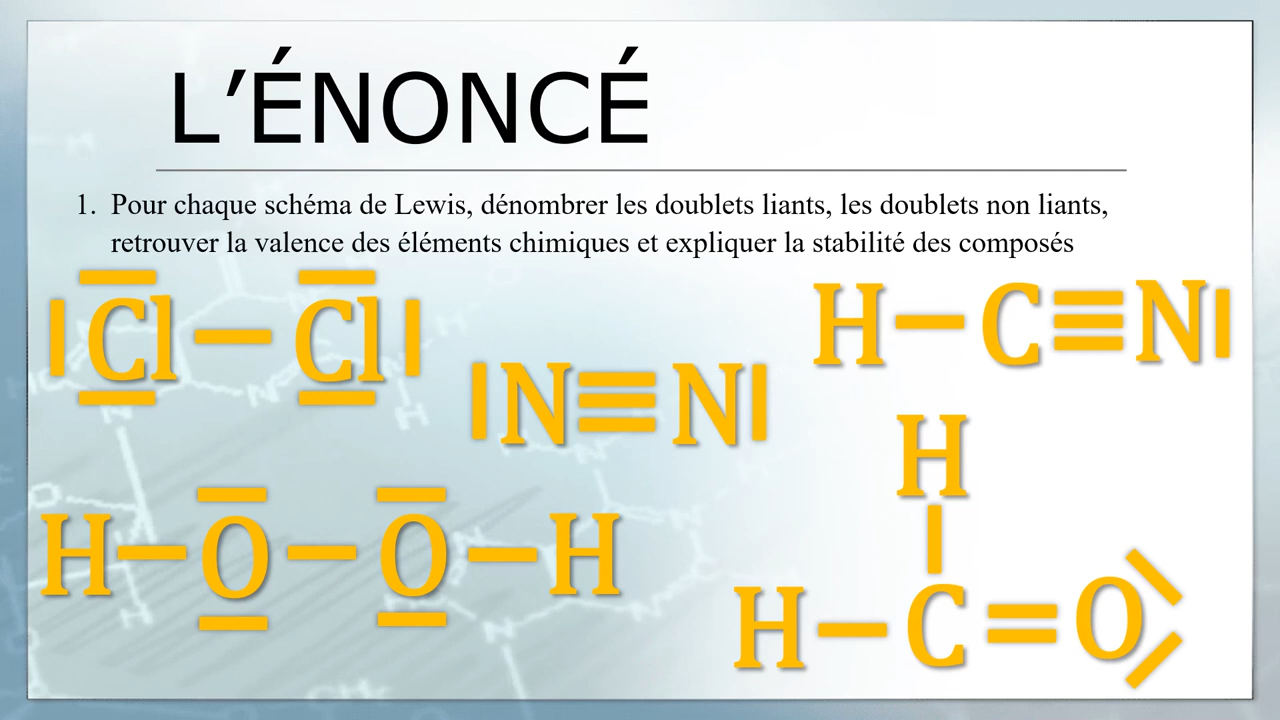 L’ÉNONCÉ
1. Pour chaque schéma de Lewis, dénombrer les doublets liants, les doublets non liants,
retrouver la valence des éléments chimiques et expliquer la stabilité des composés
Cl – Cl
H – C ≡ N
N ≡ N
H – O – O – H
H
H – C = O